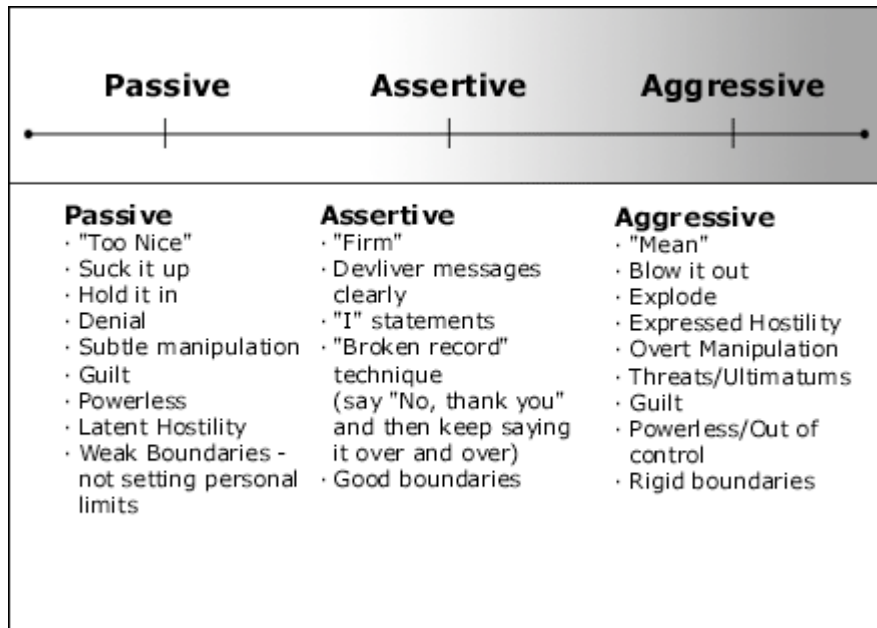 Passive Assertive Aggressive
Passive
· "Too Nice"
· Suck it up
· Hold it in
· Denial
· Subtle manipulation
· Guilt
· Powerless
· Latent Hostility
· Weak Boundaries -
not setting personal
limits
Assertive
· "Firm"
· Devliver messages
clearly
· "I" statements
· "Broken record"
technique
(say "No, thank you"
and then keep saying
it over and over)
· Good boundaries
Aggressive
· "Mean"
· Blow it out
· Explode
· Expressed Hostility
· Overt Manipulation
· Threats/Ultimatums
· Guilt
· Powerless/Out of
control
· Rigid boundaries